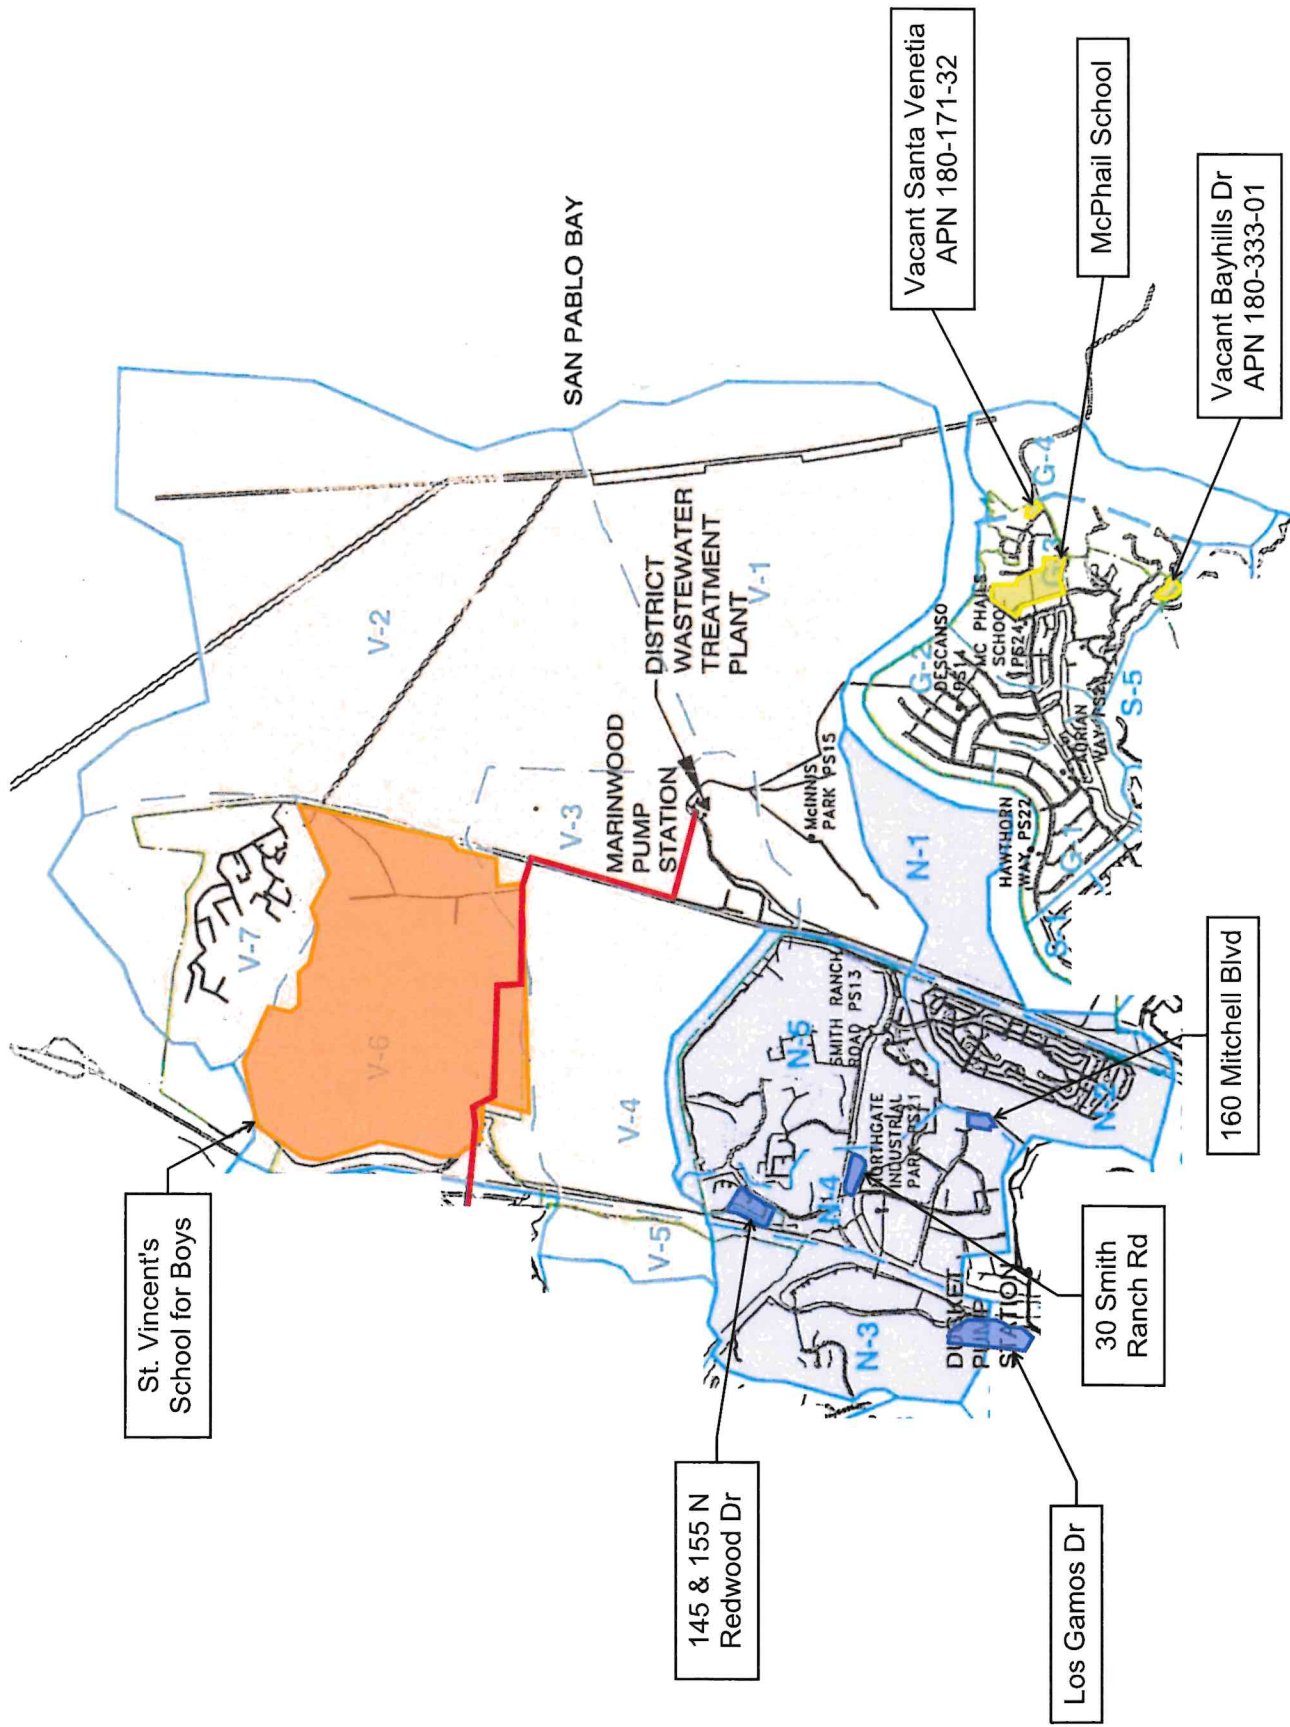 St. Vincent's
School for Boys
SAN PABLO BAY
V-2
V-7
V-6
V-3
V-1
V-4
V-5
MARINWOOD
PUMP
STATION
DISTRICT
WASTEWATER
TREATMENT
PLANT
McINNIS
PARK PS15
N-1
N-5
SMITH RANCH
ROAD PS13
N-4
NORTHGATE
INDUSTRIAL
PARK PS21
N-2
N-3
PUMP
STATION
G-2
DESCANSO
PS14
MC PHAILS
SCHOOL
PS24
G-3
G-4
HAWTHORN
WAY PS22
G-1
S-1
ADRIAN
S-5
145 & 155 N
Redwood Dr
Los Gamos Dr
30 Smith
Ranch Rd
160 Mitchell Blvd
Vacant Santa Venetia
APN 180-171-32
McPhail School
Vacant Bayhills Dr
APN 180-333-01